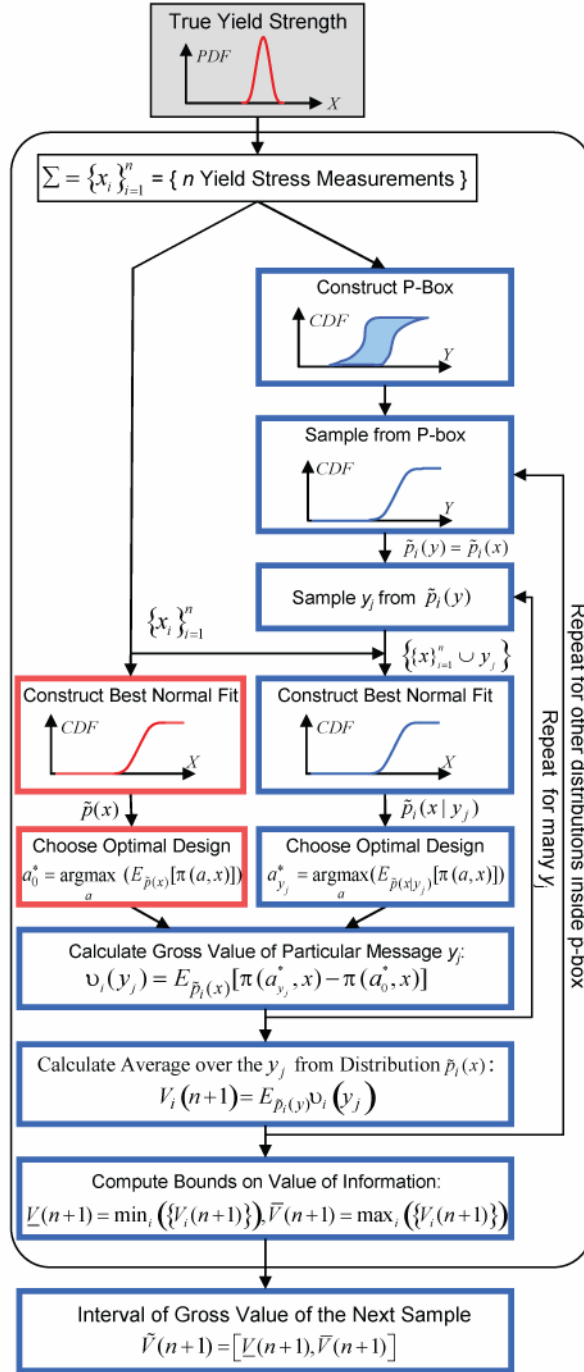 True Yield Strength
PDF
X
Σ = {x_i}_{i=1}^n = { n Yield Stress Measurements }
Construct P-Box
CDF
Y
Sample from P-box
CDF
Y
p̃_i(y) = p̃_i(x)
Sample y_j from p̃_i(y)
{x_i}_{i=1}^n
{{x}_{i=1}^n ∪ y_j}
Construct Best Normal Fit
CDF
X
Construct Best Normal Fit
CDF
X
p̃(x)
p̃_i(x | y_j)
Choose Optimal Design
a_0^* = argmax_a (E_{p̃(x)}[π(a,x)])
Choose Optimal Design
a_{y_j}^* = argmax_a (E_{p̃(x|y_j)}[π(a,x)])
Calculate Gross Value of Particular Message y_j:
υ_i(y_j) = E_{p̃_i(x)}[π(a_{y_j}^*, x) − π(a_0^*, x)]
Calculate Average over the y_j from Distribution p̃_i(x):
V_i(n+1) = E_{p̃_i(y)} υ_i(y_j)
Repeat for many y_j
Repeat for other distributions inside p-box
Compute Bounds on Value of Information:
V̲(n+1) = min_i({V_i(n+1)}), V̅(n+1) = max_i({V_i(n+1)})
Interval of Gross Value of the Next Sample
Ṽ(n+1) = [V̲(n+1), V̅(n+1)]